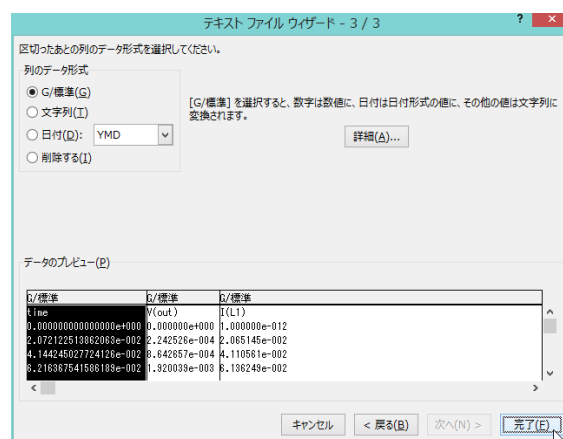 テキスト ファイル ウィザード - 3 / 3
? ×
区切ったあとの列のデータ形式を選択してください。
列のデータ形式
G/標準(G)
文字列(T)
日付(D): YMD
削除する(I)
[G/標準] を選択すると、数字は数値に、日付は日付形式の値に、その他の値は文字列に
変換されます。
詳細(A)...
データのプレビュー(P)
G/標準 G/標準 G/標準
time V(out) I(L1)
0.000000000000000e+000 0.000000e+000 1.000000e-012
2.072122513862063e-002 2.242526e-004 2.065145e-002
4.144245027724126e-002 8.642657e-004 4.110561e-002
6.216367541586189e-002 1.920039e-003 6.136249e-002
キャンセル < 戻る(B) 次へ(N) > 完了(F)